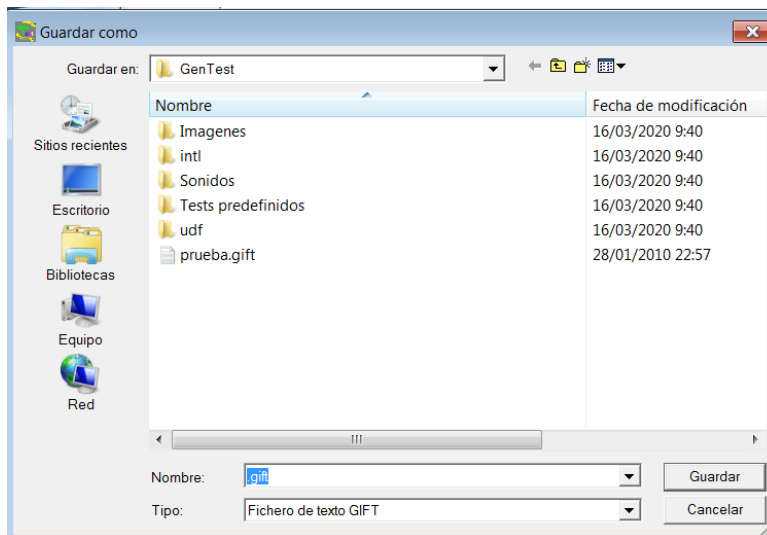 Guardar como
Guardar en: GenTest
Nombre Fecha de modificación
Imagenes 16/03/2020 9:40
intl 16/03/2020 9:40
Sonidos 16/03/2020 9:40
Tests predefinidos 16/03/2020 9:40
udf 16/03/2020 9:40
prueba.gift 28/01/2010 22:57
Sitios recientes
Escritorio
Bibliotecas
Equipo
Red
Nombre: .gift Guardar
Tipo: Fichero de texto GIFT Cancelar